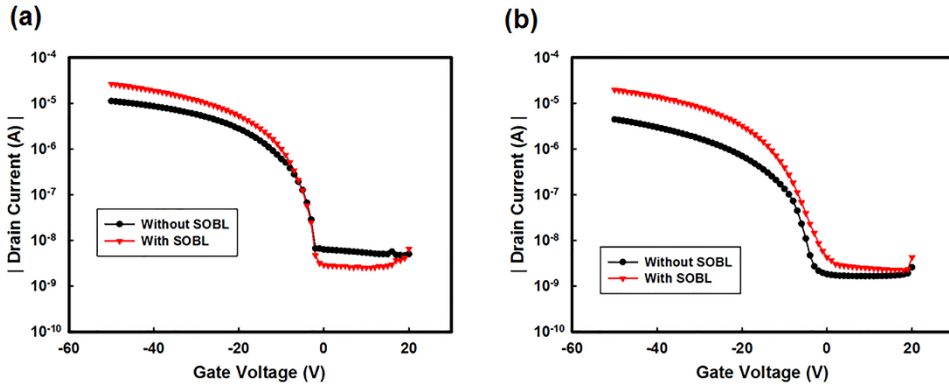 (a)
| Drain Current (A) |
10⁻⁴
10⁻⁵
10⁻⁶
10⁻⁷
10⁻⁸
10⁻⁹
10⁻¹⁰
Without SOBL
With SOBL
-60 -40 -20 0 20
Gate Voltage (V)
(b)
| Drain Current (A) |
10⁻⁴
10⁻⁵
10⁻⁶
10⁻⁷
10⁻⁸
10⁻⁹
10⁻¹⁰
Without SOBL
With SOBL
-60 -40 -20 0 20
Gate Voltage (V)